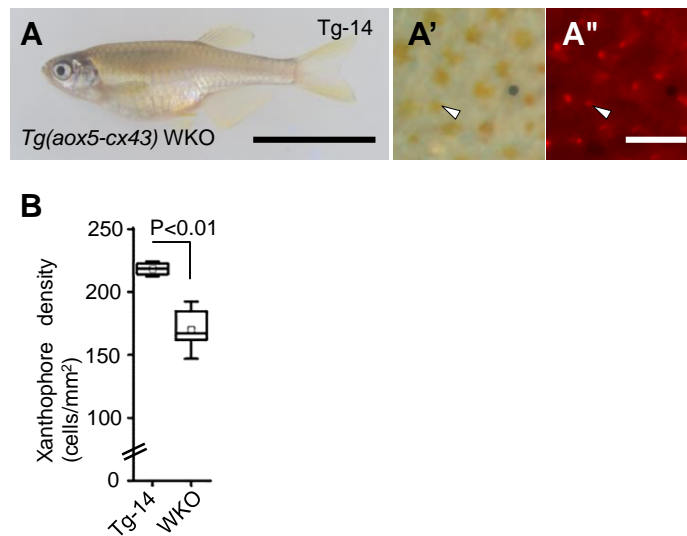 A
Tg-14
Tg(aox5-cx43) WKO
A’
A"
B
P<0.01
Xanthophore density
(cells/mm²)
250
200
150
100
0
Tg-14
WKO